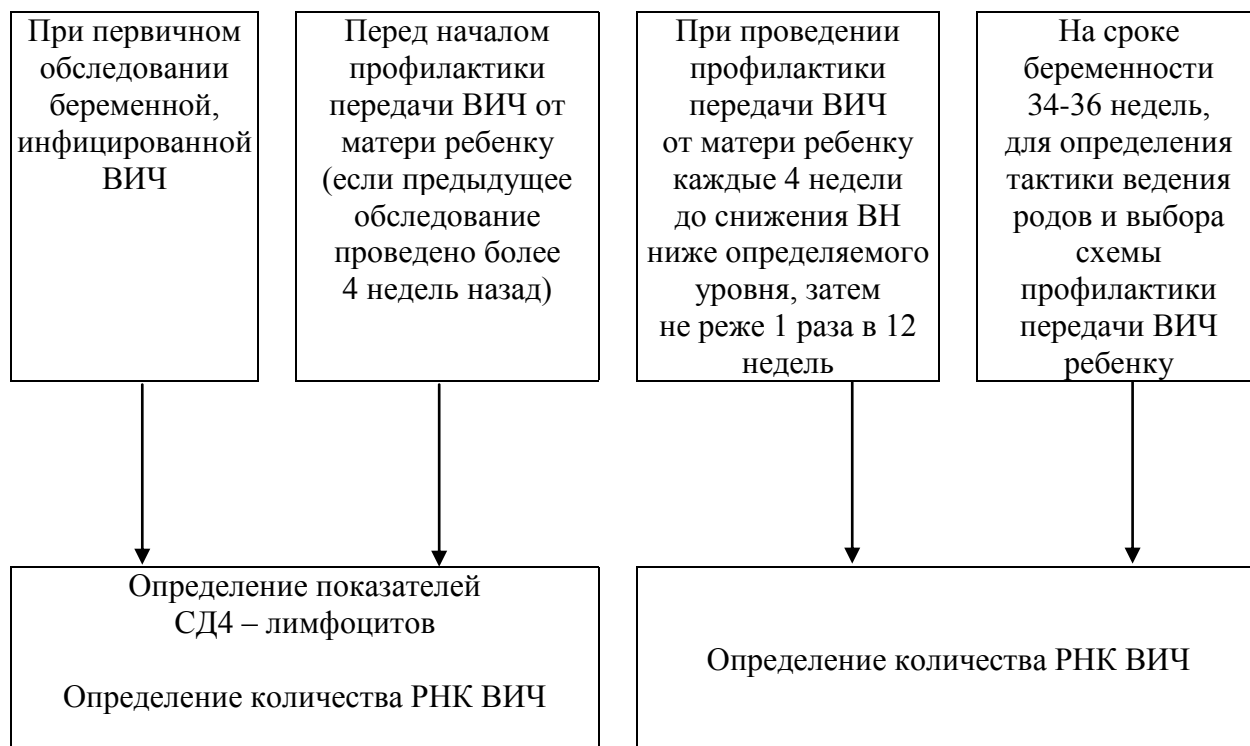 При первичном
обследовании
беременной,
инфицированной
ВИЧ
Перед началом
профилактики
передачи ВИЧ от
матери ребенку
(если предыдущее
обследование
проведено более
4 недель назад)
При проведении
профилактики
передачи ВИЧ
от матери ребенку
каждые 4 недели
до снижения ВН
ниже определяемого
уровня, затем
не реже 1 раза в 12
недель
На сроке
беременности
34-36 недель,
для определения
тактики ведения
родов и выбора
схемы
профилактики
передачи ВИЧ
ребенку
Определение показателей
СД4 – лимфоцитов
Определение количества РНК ВИЧ
Определение количества РНК ВИЧ